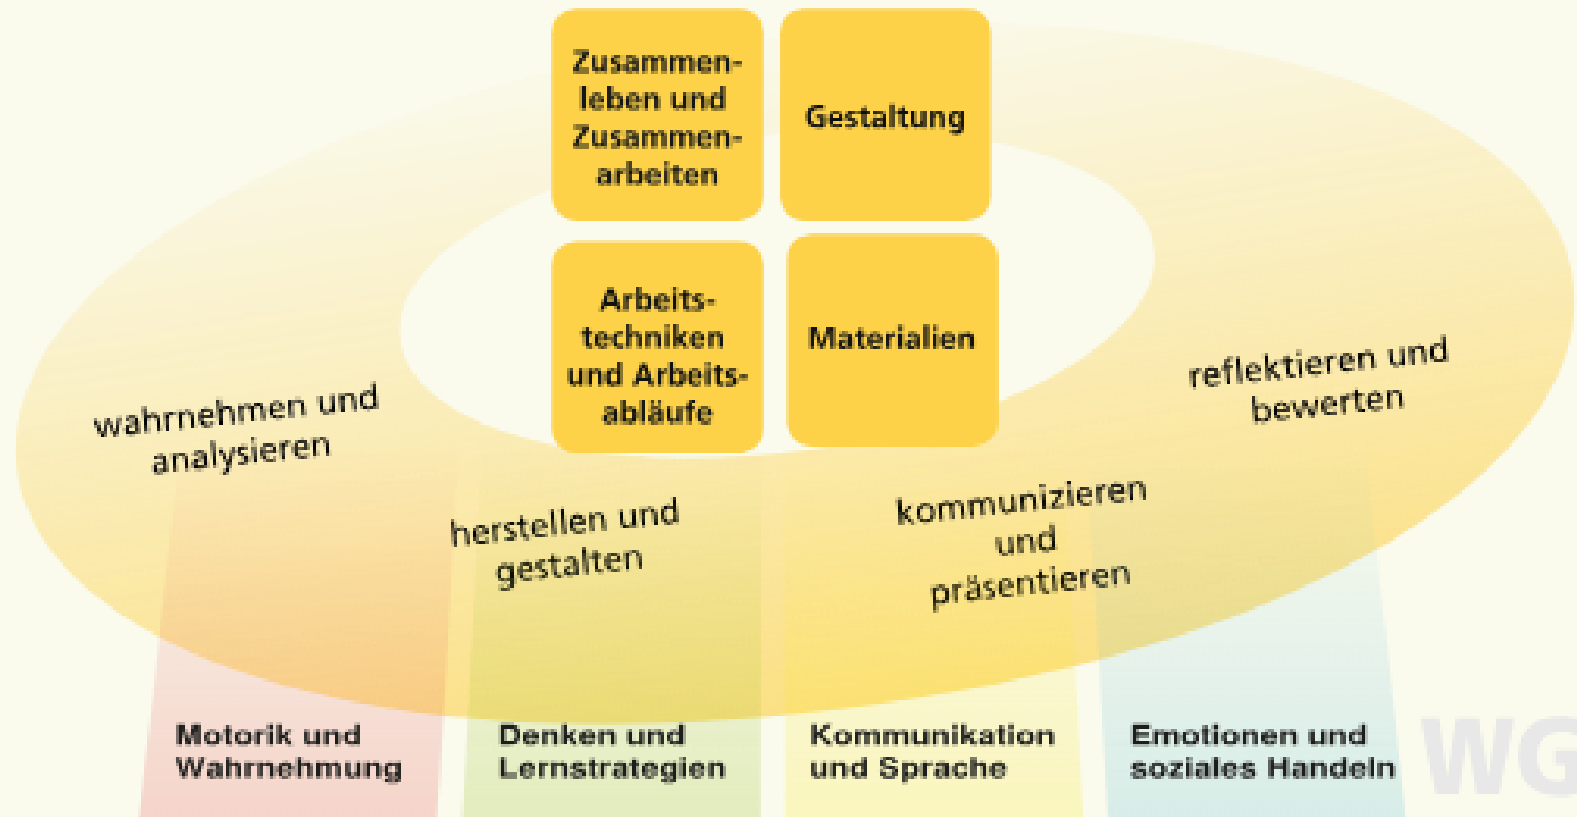 Zusammen-
leben und
Zusammen-
arbeiten
Gestaltung
Arbeits-
techniken
und Arbeits-
abläufe
Materialien
wahrnehmen und
analysieren
herstellen und
gestalten
kommunizieren
und
präsentieren
reflektieren und
bewerten
Motorik und
Wahrnehmung
Denken und
Lernstrategien
Kommunikation
und Sprache
Emotionen und
soziales Handeln
WG